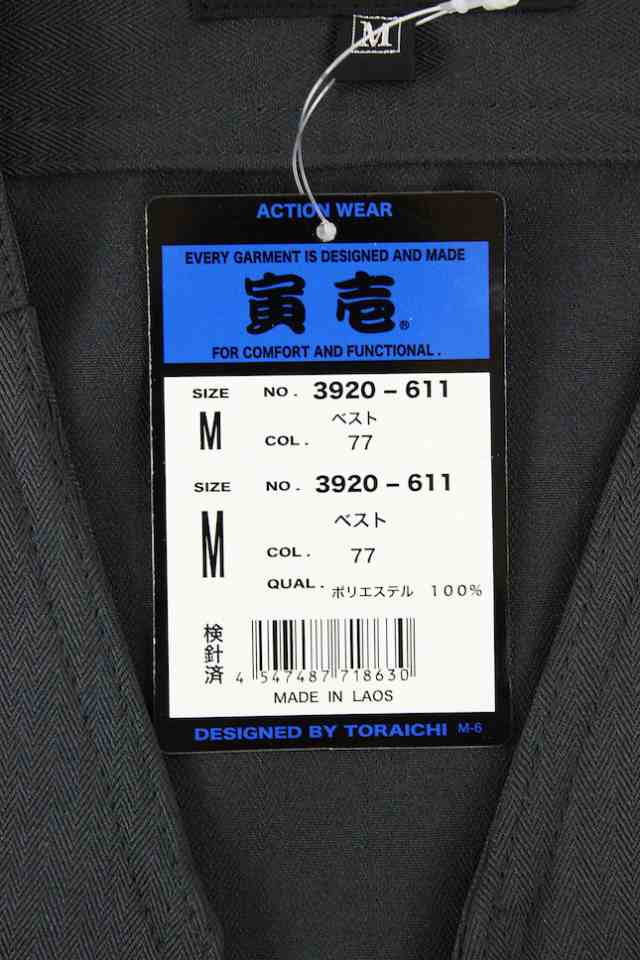 M
ACTION WEAR
EVERY GARMENT IS DESIGNED AND MADE
寅壱®
FOR COMFORT AND FUNCTIONAL.
SIZE NO. 3920-611
M ベスト
COL. 77
SIZE NO. 3920-611
M ベスト
COL. 77
QUAL. ポリエステル 100%
検針済
4 547487 718630
MADE IN LAOS
DESIGNED BY TORAICHI M-6